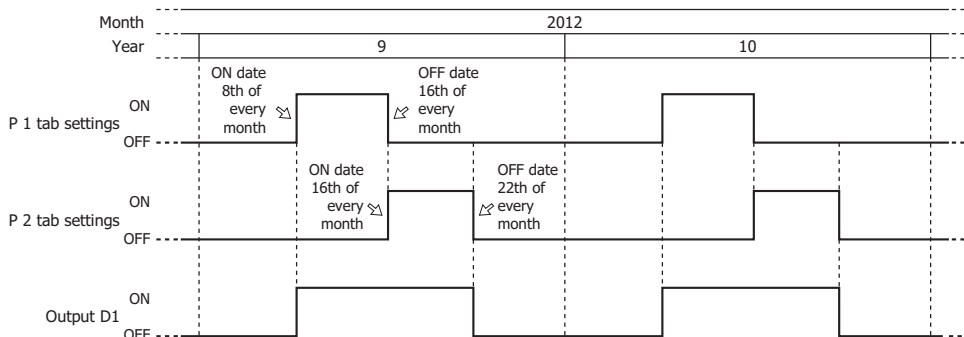 Month
2012
Year
9
10
ON date
8th of
every
month
OFF date
16th of
every
month
P 1 tab settings
ON
OFF
ON date
16th of
every
month
OFF date
22th of
every
month
P 2 tab settings
ON
OFF
Output D1
ON
OFF